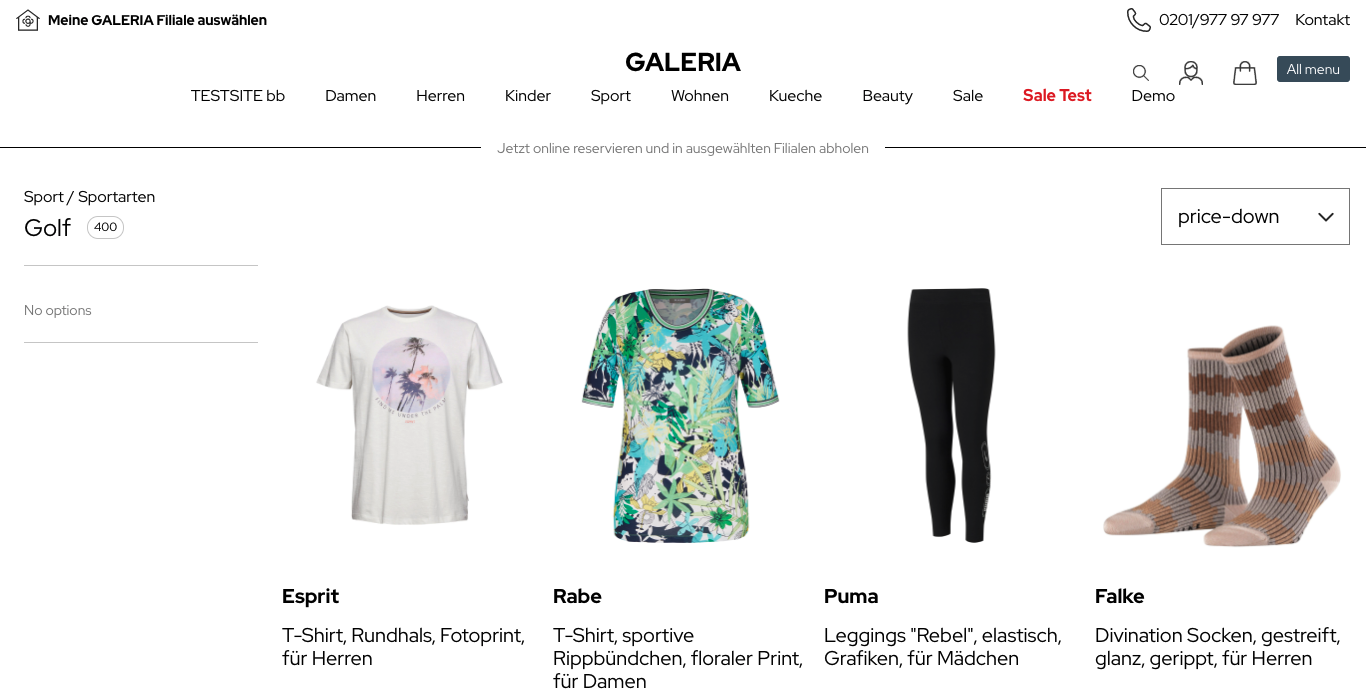 Meine GALERIA Filiale auswählen
0201/977 97 977 Kontakt
GALERIA
All menu
TESTSITE bb Damen Herren Kinder Sport Wohnen Kueche Beauty Sale Sale Test Demo
Jetzt online reservieren und in ausgewählten Filialen abholen
Sport / Sportarten
Golf 400
price-down
No options
Esprit
T-Shirt, Rundhals, Fotoprint,
für Herren
Rabe
T-Shirt, sportive
Rippbündchen, floraler Print,
für Damen
Puma
Leggings "Rebel", elastisch,
Grafiken, für Mädchen
Falke
Divination Socken, gestreift,
glanz, gerippt, für Herren